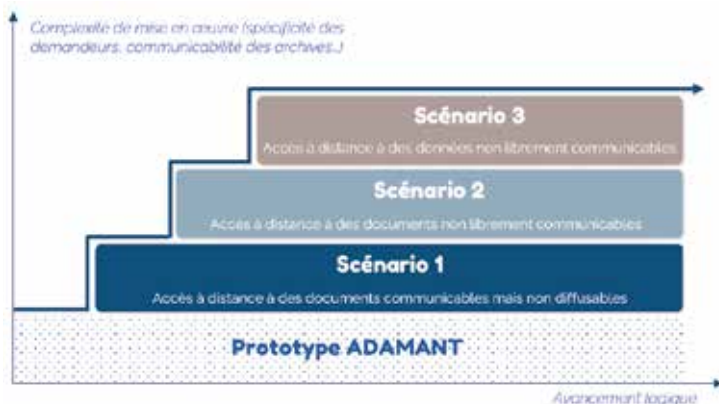 Complexité de mise en œuvre (spécificité des
demandeurs, communicabilité des archives...)
Scénario 3
Accès à distance à des données non librement communicables
Scénario 2
Accès à distance à des documents non librement communicables
Scénario 1
Accès à distance à des documents communicables mais non diffusables
Prototype ADAMANT
Avancement logique